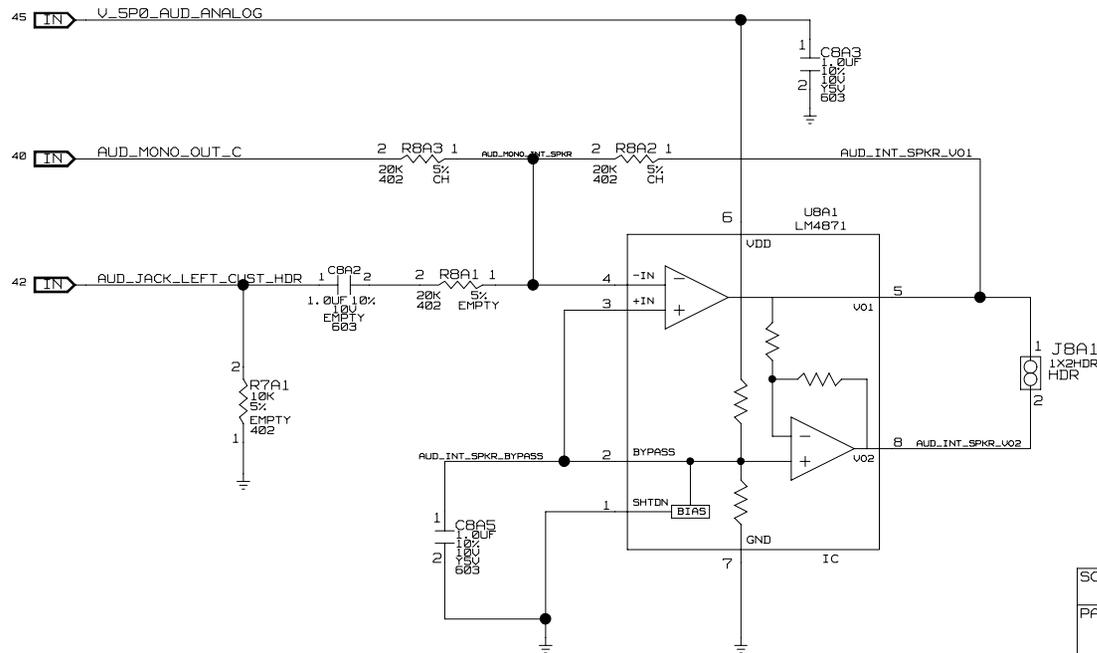 45 IN V_5P0_AUD_ANALOG
1 C8A3
1.0UF
10%
10V
2 Y5V
603
40 IN AUD_MONO_OUT_C
2 R8A3 1
20K 5%
402 CH
AUD_MONO_INT_SPKR
2 R8A2 1
20K 5%
402 CH
AUD_INT_SPKR_VO1
6
U8A1
LM4871
VDD
42 IN AUD_JACK_LEFT_CUST_HDR
1 C8A2 2
1.0UF 10%
10V
EMPTY
603
2 R8A1 1
20K 5%
402 EMPTY
4 -IN
3 +IN
VO1 5
1 J8A1
1X2HDR
HDR
2
2 R7A1
10K
5%
EMPTY
1 402
AUD_INT_SPKR_BYPASS
2 BYPASS
VO2 8 AUD_INT_SPKR_VO2
1 SHTDN
BIAS
1 C8A5
1.0UF
10%
10V
2 Y5V
603
GND
7
IC
SC
PA